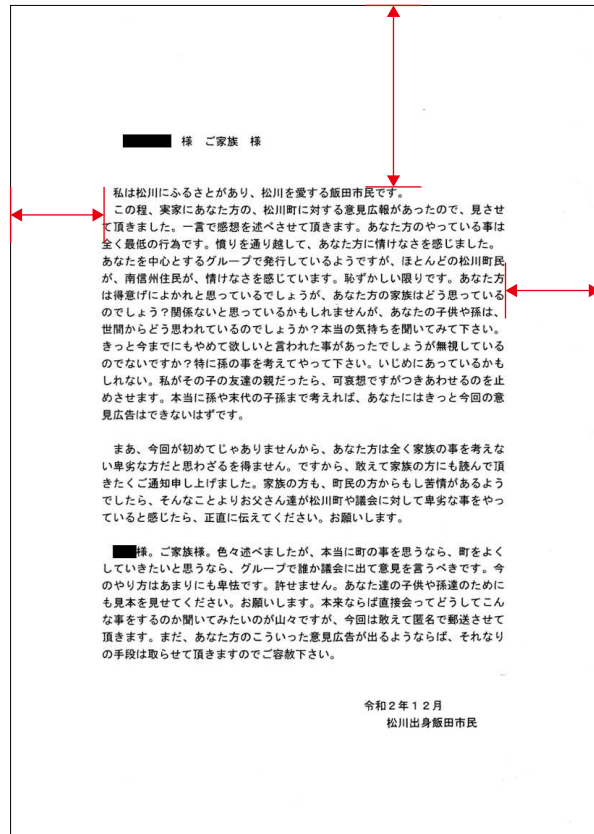 様　ご家族　様
私は松川にふるさとがあり、松川を愛する飯田市民です。
この程、実家にあなた方の、松川町に対する意見広報があったので、見させ
て頂きました。一言で感想を述べさせて頂きます。あなた方のやっている事は
全く最低の行為です。憤りを通り越して、あなた方に情けなさを感じました。
あなたを中心とするグループで発行しているようですが、ほとんどの松川町民
が、南信州住民が、情けなさを感じています。恥ずかしい限りです。あなた方
は得意げによかれと思っているでしょうが、あなた方の家族はどう思っている
のでしょう？関係ないと思っているかもしれませんが、あなたの子供や孫は、
世間からどう思われているのでしょうか？本当の気持ちを聞いてみて下さい。
きっと今までにもやめて欲しいと言われた事があったでしょうが無視している
のでないですか？特に孫の事を考えてやって下さい。いじめにあっているかも
しれない。私がその子の友達の親だったら、可哀想ですがつきあわせるのを止
めさせます。本当に孫や末代の子孫まで考えれば、あなたにはきっと今回の意
見広告はできないはずです。
まあ、今回が初めてじゃありませんから、あなた方は全く家族の事を考えな
い卑劣な方だと思わざるを得ません。ですから、敢えて家族の方にも読んで頂
きたくご通知申し上げました。家族の方も、町民の方からもし苦情があるよう
でしたら、そんなことよりお父さん達が松川町や議会に対して卑劣な事をやっ
ていると感じたら、正直に伝えてください。お願いします。
様。ご家族様。色々述べましたが、本当に町の事を思うなら、町をよく
していきたいと思うなら、グループで誰か議会に出て意見を言うべきです。今
のやり方はあまりにも卑怯です。許せません。あなた達の子供や孫達のために
も見本を見せてください。お願いします。本来ならば直接会ってどうしてこん
な事をするのか聞いてみたいのが山々ですが、今回は敢えて匿名で郵送させて
頂きます。まだ、あなた方のこういった意見広告が出るようならば、それなり
の手段は取らせて頂きますのでご容赦下さい。
令和２年１２月
松川出身飯田市民